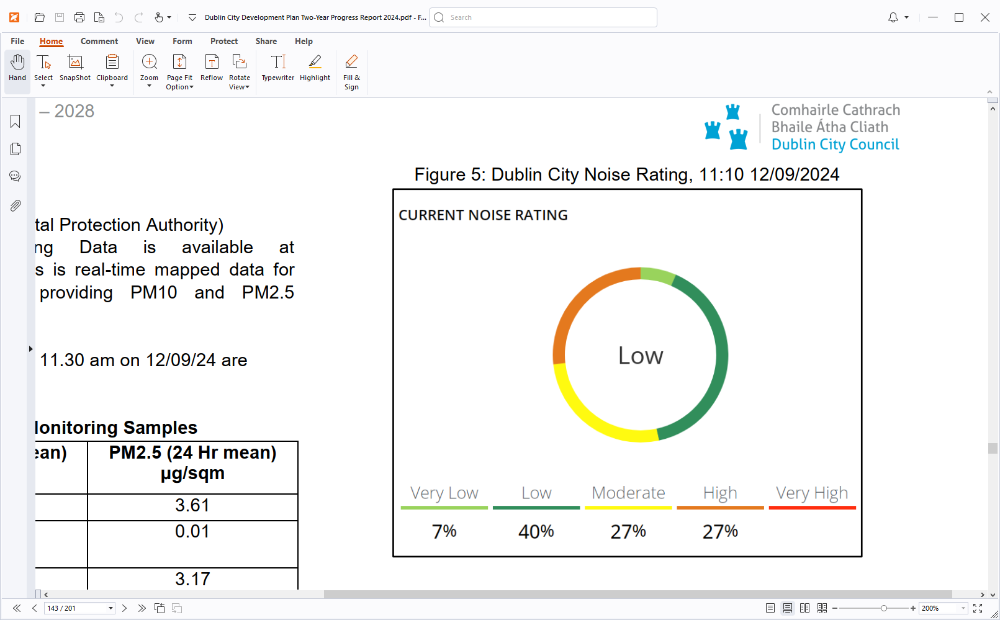 Dublin City Development Plan Two-Year Progress Report 2024.pdf - F...
Search
File
Home
Comment
View
Form
Protect
Share
Help
Hand
Select
SnapShot
Clipboard
Zoom
Page Fit
Option
Reflow
Rotate
View
Typewriter
Highlight
Fill &
Sign
– 2028
Comhairle Cathrach
Bhaile Átha Cliath
Dublin City Council
tal Protection Authority)
ng Data is available at
s is real-time mapped data for
providing PM10 and PM2.5
11.30 am on 12/09/24 are
onitoring Samples
ean)
PM2.5 (24 Hr mean)
µg/sqm
3.61
0.01
3.17
Figure 5: Dublin City Noise Rating, 11:10 12/09/2024
CURRENT NOISE RATING
Low
Very Low
Low
Moderate
High
Very High
7%
40%
27%
27%
143 / 201
200%